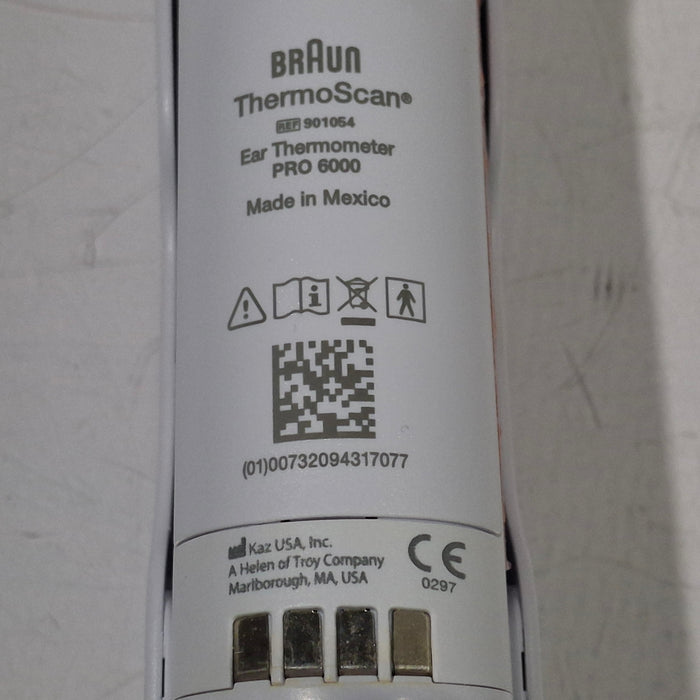 BRAUN
ThermoScan®
REF 901054
Ear Thermometer
PRO 6000
Made in Mexico
(01)00732094317077
Kaz USA, Inc.
A Helen of Troy Company
Marlborough, MA, USA
CE
0297